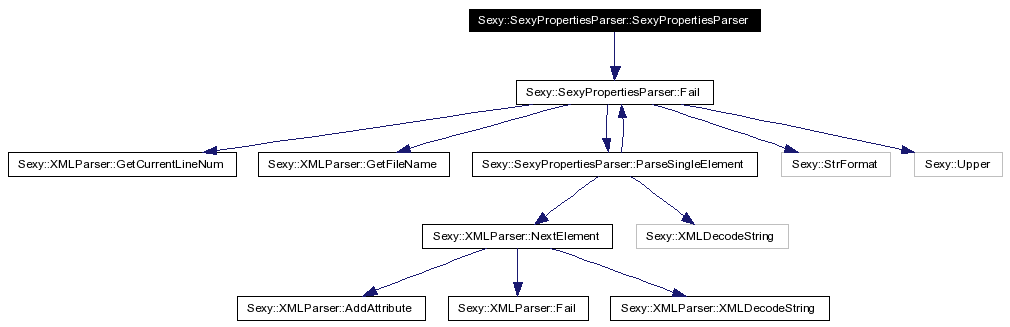 Sexy::SexyPropertiesParser::SexyPropertiesParser
Sexy::SexyPropertiesParser::Fail
Sexy::XMLParser::GetCurrentLineNum
Sexy::XMLParser::GetFileName
Sexy::SexyPropertiesParser::ParseSingleElement
Sexy::StrFormat
Sexy::Upper
Sexy::XMLParser::NextElement
Sexy::XMLDecodeString
Sexy::XMLParser::AddAttribute
Sexy::XMLParser::Fail
Sexy::XMLParser::XMLDecodeString